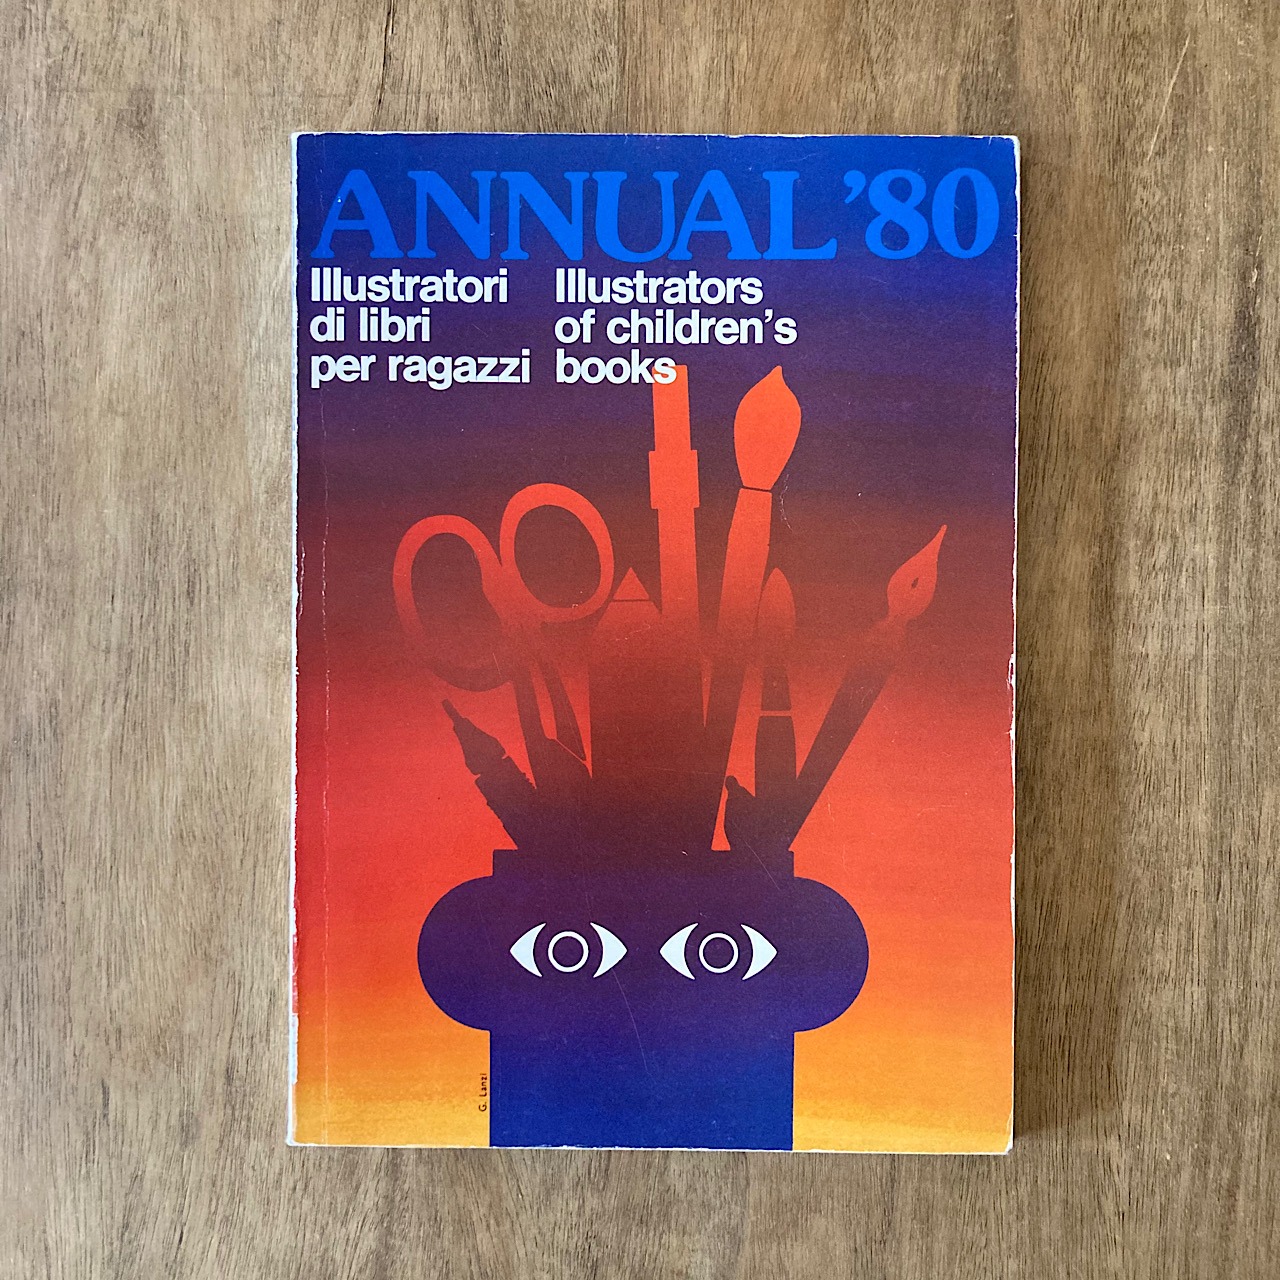 ANNUAL ’80
Illustratori
di libri
per ragazzi
Illustrators
of children’s
books
G. Lanzi